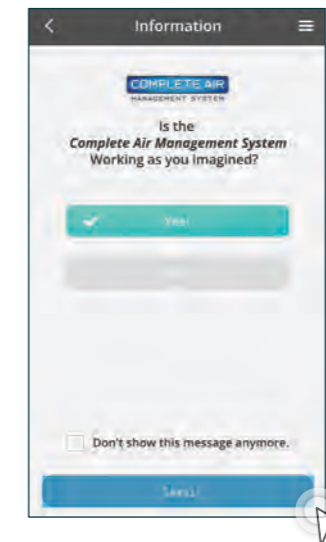 Information
COMPLETE AIR
MANAGEMENT SYSTEM
Is the
Complete Air Management System
Working as you imagined?
Yes!
Don't show this message anymore.
Send!